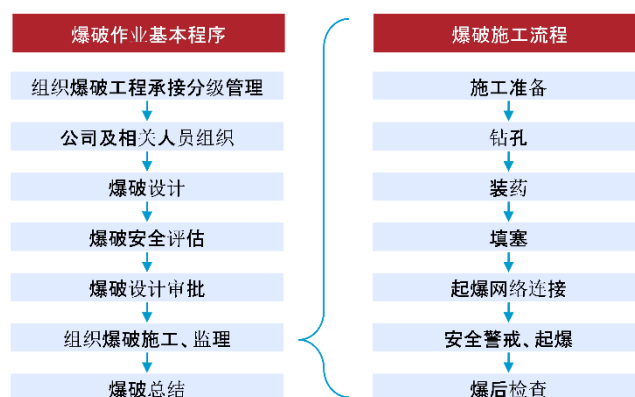 爆破作业基本程序
组织爆破工程承接分级管理
公司及相关人员组织
爆破设计
爆破安全评估
爆破设计审批
组织爆破施工、监理
爆破总结
爆破施工流程
施工准备
钻孔
装药
填塞
起爆网络连接
安全警戒、起爆
爆后检查